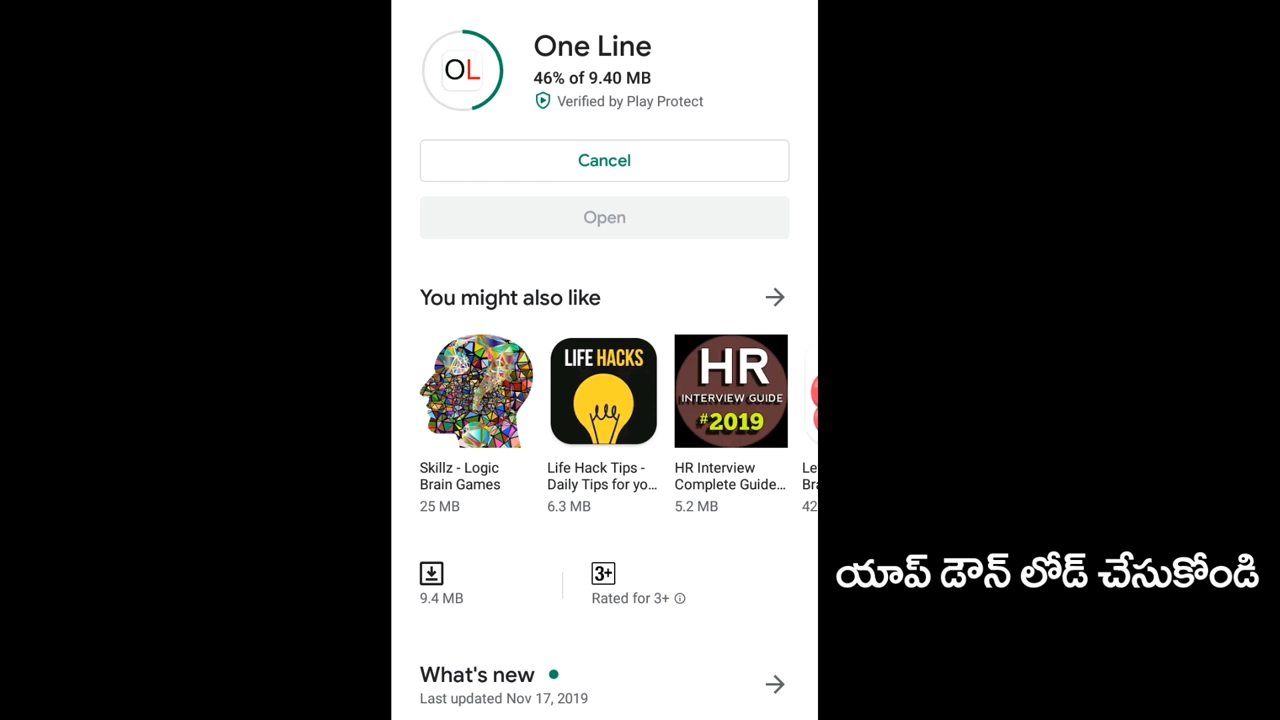 OL
One Line
46% of 9.40 MB
Verified by Play Protect
Cancel
Open
You might also like
LIFE HACKS
HR
INTERVIEW GUIDE
#2019
Skillz - Logic
Brain Games
25 MB
Life Hack Tips -
Daily Tips for yo...
6.3 MB
HR Interview
Complete Guide...
5.2 MB
Le
Bra
42
9.4 MB
3+
Rated for 3+
యాప్ డౌన్ లోడ్ చేసుకోండి
What's new
Last updated Nov 17, 2019